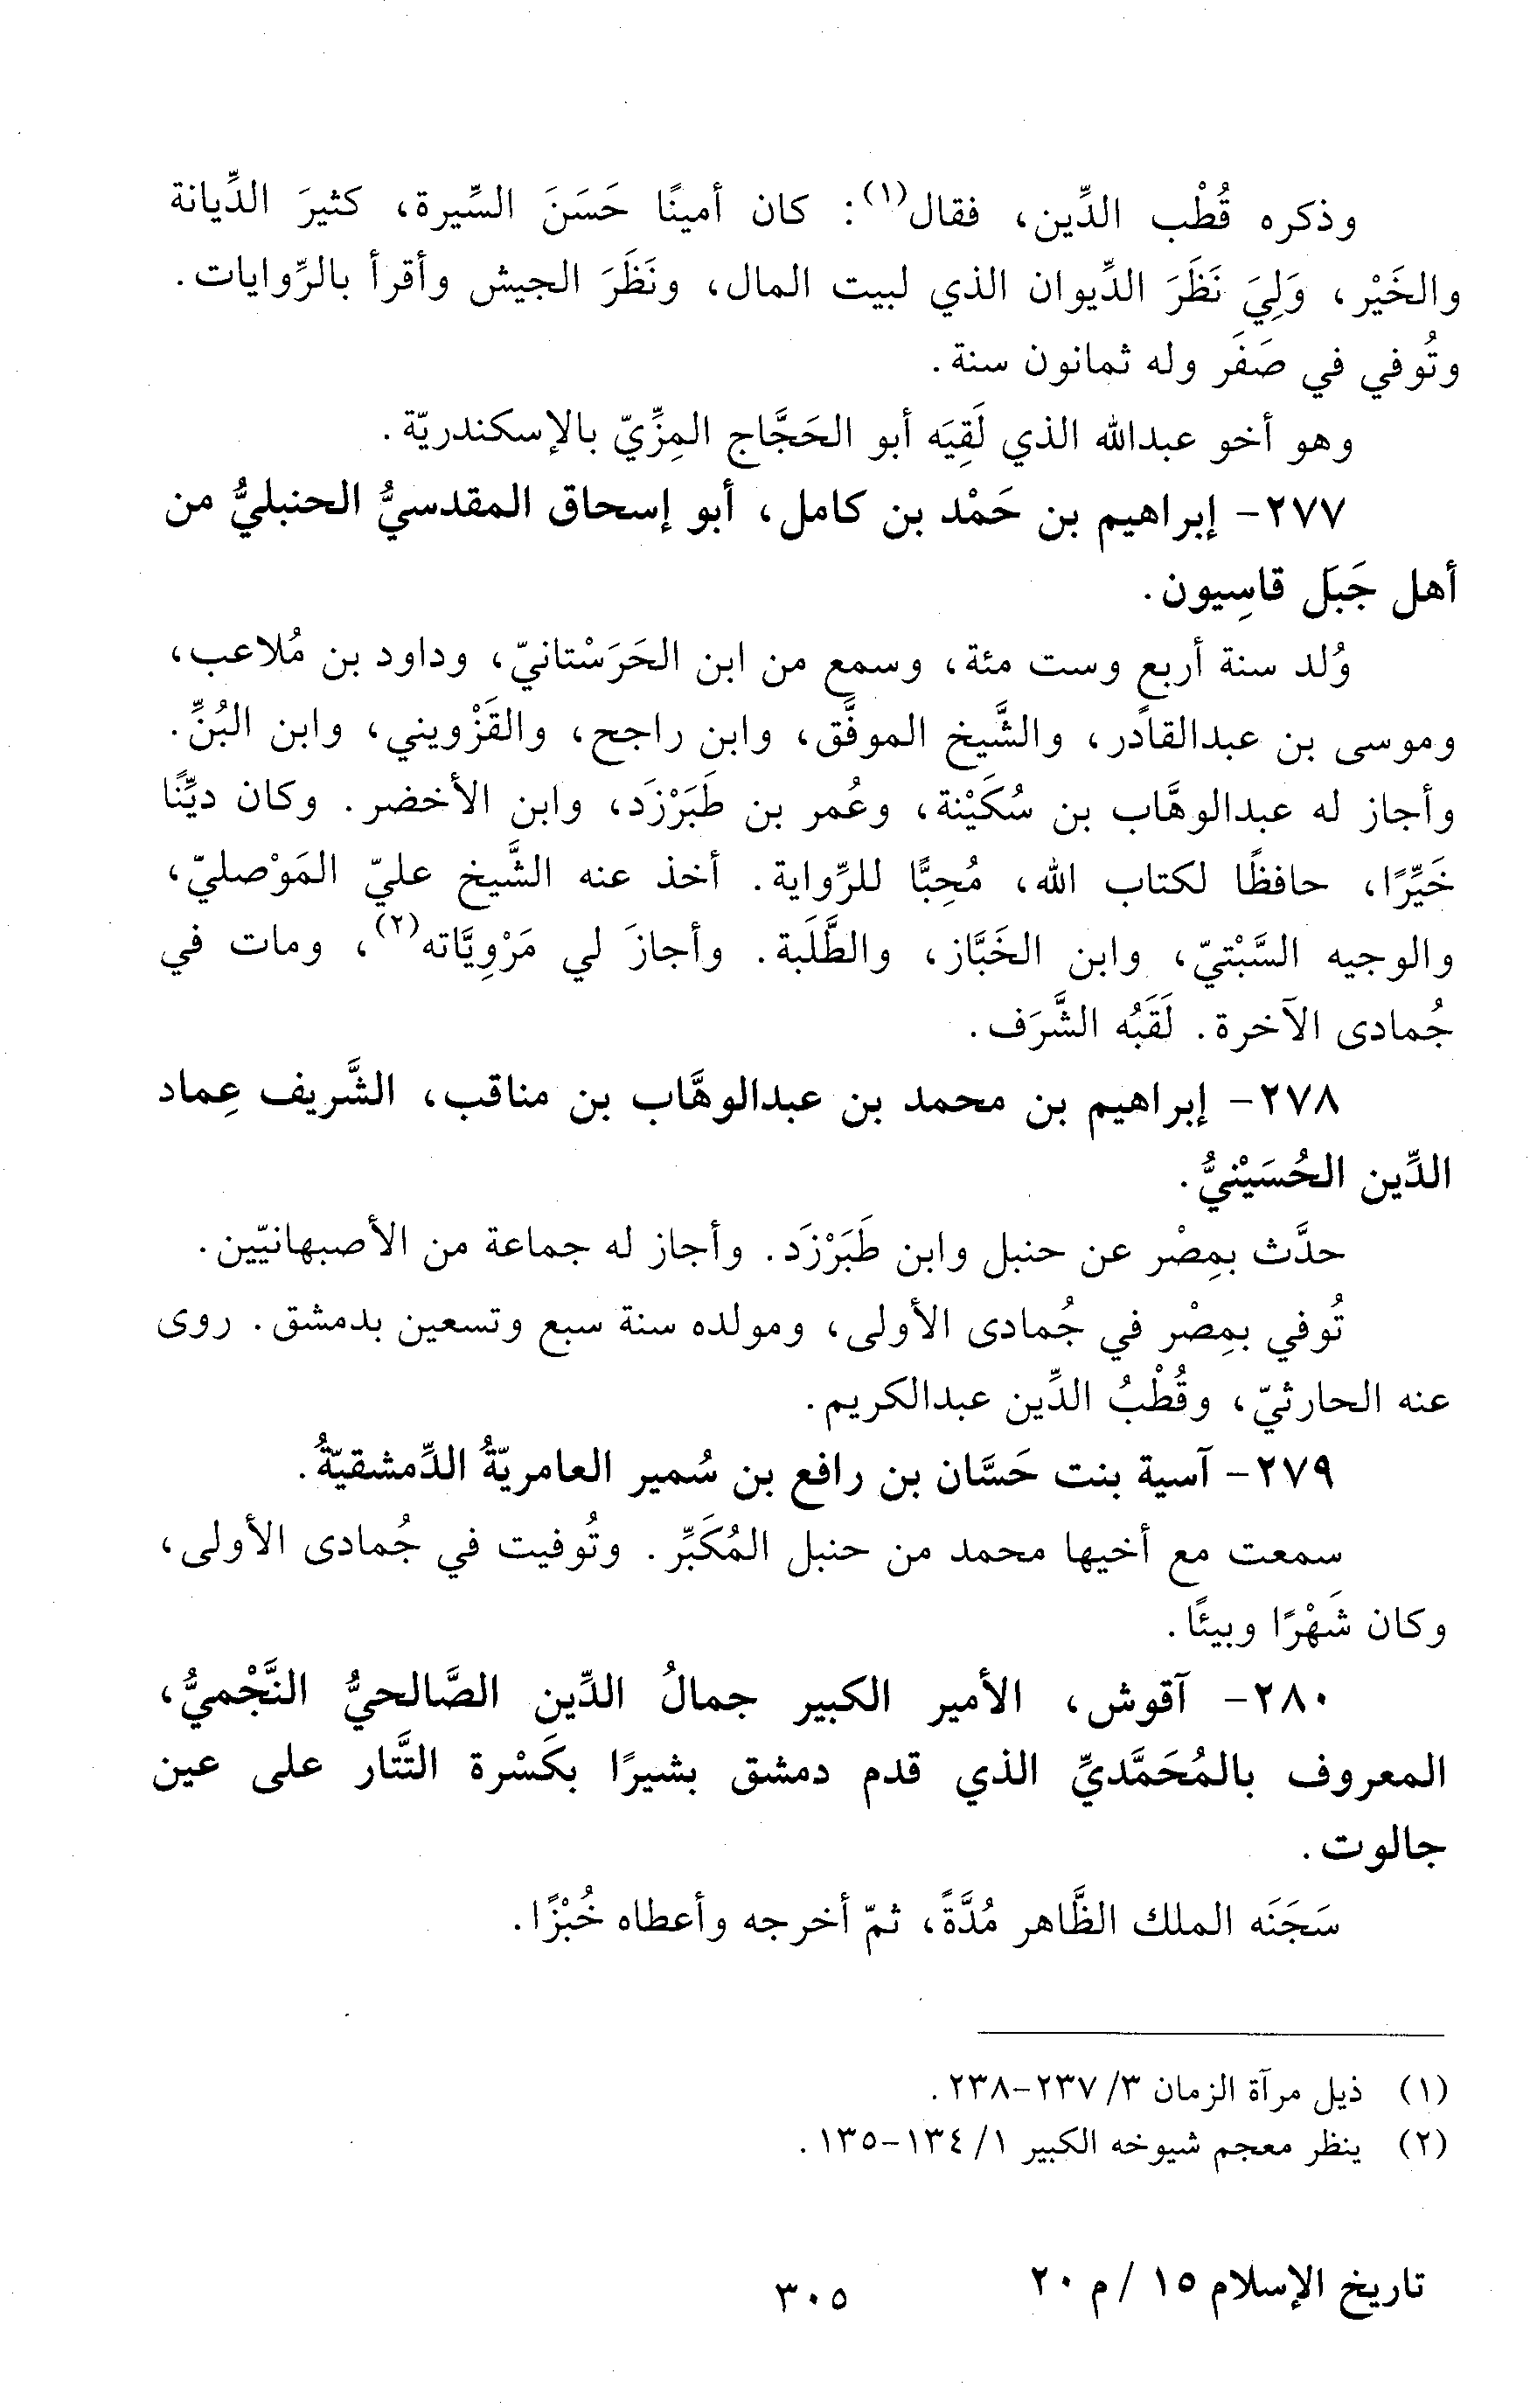 وذكره قُطْب الدِّين، فقال(١): كان أمينًا حَسَنَ السِّيرة، كثيرَ الدِّيانة
والخَيْر، وَلِيَ نَظَرَ الدِّيوان الذي لبيت المال، ونَظَرَ الجيش وأقرأ بالرِّوايات.
وتُوفي في صَفَر وله ثمانون سنة.
وهو أخو عبدالله الذي لَقِيَه أبو الحَجَّاج المِزِّيّ بالإسكندريّة.
٢٧٧- إبراهيم بن حَمْد بن كامل، أبو إسحاق المقدسيُّ الحنبليُّ من
أهل جَبَل قاسِيون.
وُلد سنة أربع وست مئة، وسمع من ابن الحَرَسْتانيّ، وداود بن مُلاعب،
وموسى بن عبدالقادر، والشَّيخ الموفَّق، وابن راجح، والقَزْويني، وابن البُنِّ.
وأجاز له عبدالوهَّاب بن سُكَيْنة، وعُمر بن طَبَرْزَد، وابن الأخضر. وكان ديِّنًا
خَيِّرًا، حافظًا لكتاب الله، مُحِبًّا للرِّواية. أخذ عنه الشَّيخ عليّ المَوْصليّ،
والوجيه السَّبْتيّ، وابن الخَبَّاز، والطَّلَبة. وأجازَ لي مَرْوِيَّاته(٢)، ومات في
جُمادى الآخرة. لَقَبُه الشَّرَف.
٢٧٨- إبراهيم بن محمد بن عبدالوهَّاب بن مناقب، الشَّريف عِماد
الدِّين الحُسَيْنيُّ.
حدَّث بمِصْر عن حنبل وابن طَبَرْزَد. وأجاز له جماعة من الأصبهانيّين.
تُوفي بمِصْر في جُمادى الأولى، ومولده سنة سبع وتسعين بدمشق. روى
عنه الحارثيّ، وقُطْبُ الدِّين عبدالكريم.
٢٧٩- آسية بنت حَسَّان بن رافع بن سُمير العامريّةُ الدِّمشقيّةُ.
سمعت مع أخيها محمد من حنبل المُكَبِّر. وتُوفيت في جُمادى الأولى،
وكان شَهْرًا وبيئًا.
٢٨٠- آقوش، الأمير الكبير جمالُ الدِّين الصَّالحيُّ النَّجْميُّ،
المعروف بالمُحَمَّديِّ الذي قدم دمشق بشيرًا بكَسْرة التَّتار على عين
جالوت.
سَجَنَه الملك الظَّاهر مُدَّةً، ثمّ أخرجه وأعطاه خُبْزًا.
(١) ذيل مرآة الزمان ٣/ ٢٣٧-٢٣٨.
(٢) ينظر معجم شيوخه الكبير ١/ ١٣٤-١٣٥.
تاريخ الإسلام ١٥ / م ٢٠
٣٠٥